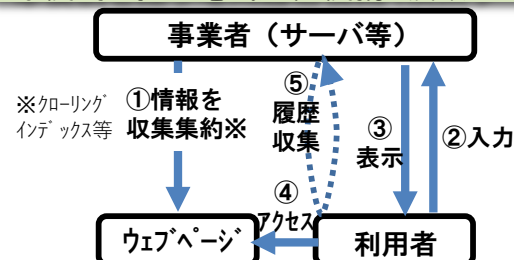 事業者（サーバ等）
※クローリング
インデックス等
①情報を
収集集約※
⑤
履歴
収集
③
表示
②入力
④
アクセス
ウェブページ
利用者